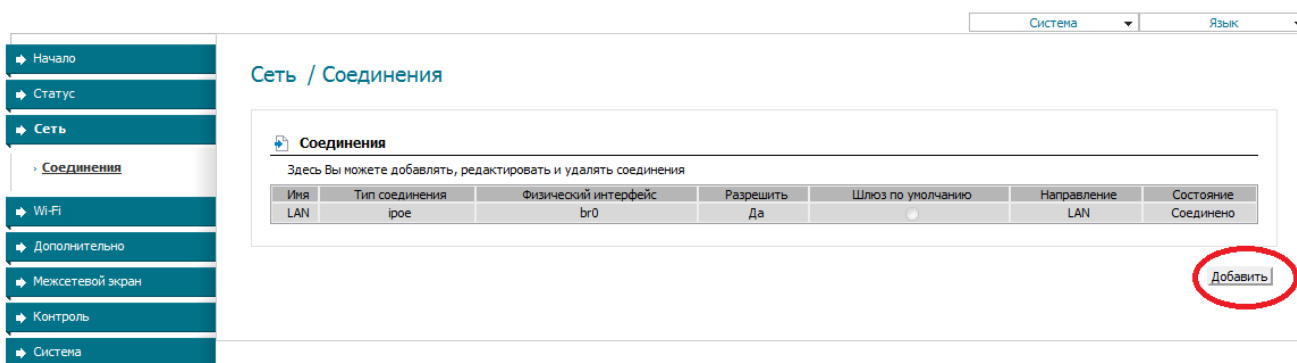 Система Язык
Начало
Статус
Сеть
Соединения
Wi-Fi
Дополнительно
Межсетевой экран
Контроль
Система
Сеть / Соединения
Соединения
Здесь Вы можете добавлять, редактировать и удалять соединения
Имя Тип соединения Физический интерфейс Разрешить Шлюз по умолчанию Направление Состояние
LAN ipoe br0 Да LAN Соединено
Добавить